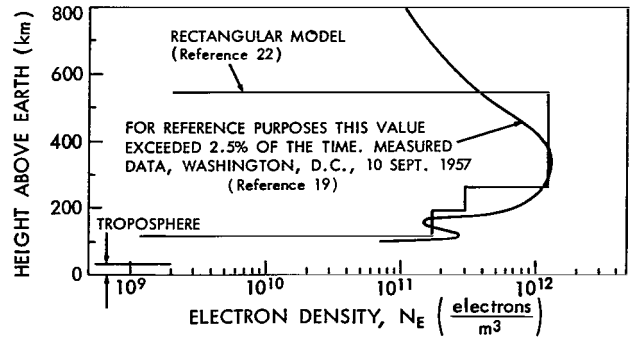 800
600
400
200
0
HEIGHT ABOVE EARTH (km)
RECTANGULAR MODEL
(Reference 22)
FOR REFERENCE PURPOSES THIS VALUE
EXCEEDED 2.5% OF THE TIME. MEASURED
DATA, WASHINGTON, D.C., 10 SEPT. 1957
(Reference 19)
TROPOSPHERE
10⁹ 10¹⁰ 10¹¹ 10¹²
ELECTRON DENSITY, N_E (electrons/m³)